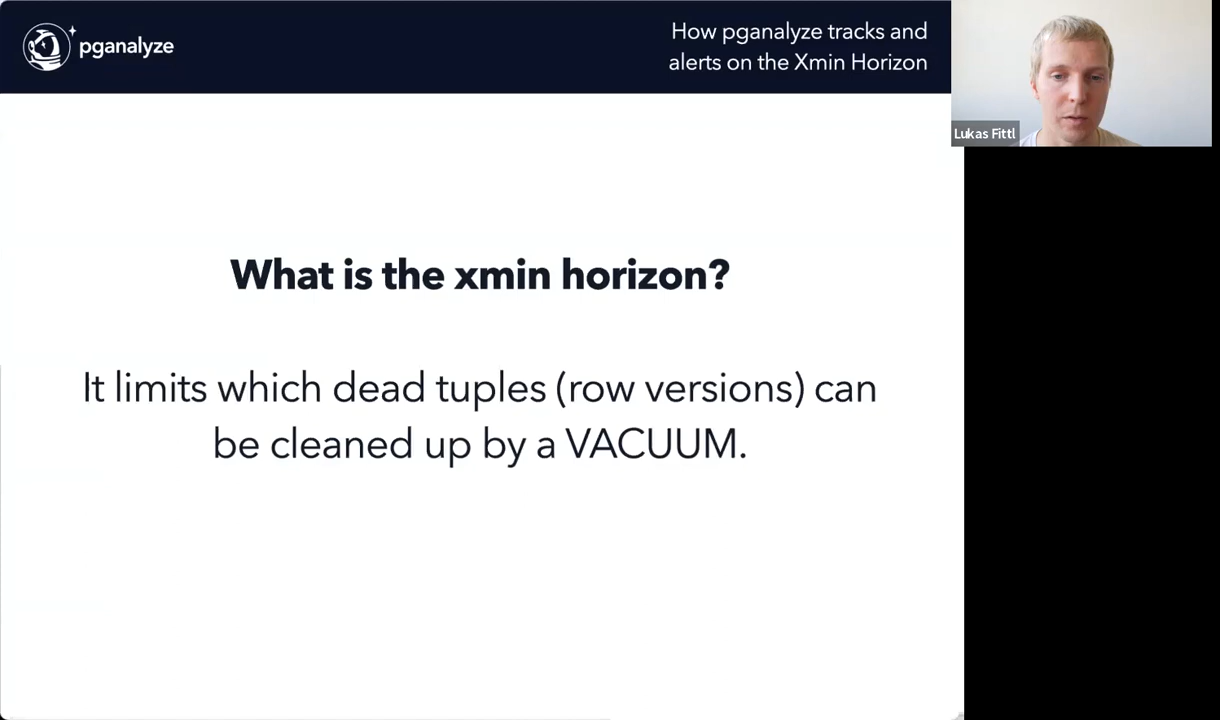 pganalyze
How pganalyze tracks and
alerts on the Xmin Horizon
Lukas Fittl
What is the xmin horizon?
It limits which dead tuples (row versions) can
be cleaned up by a VACUUM.